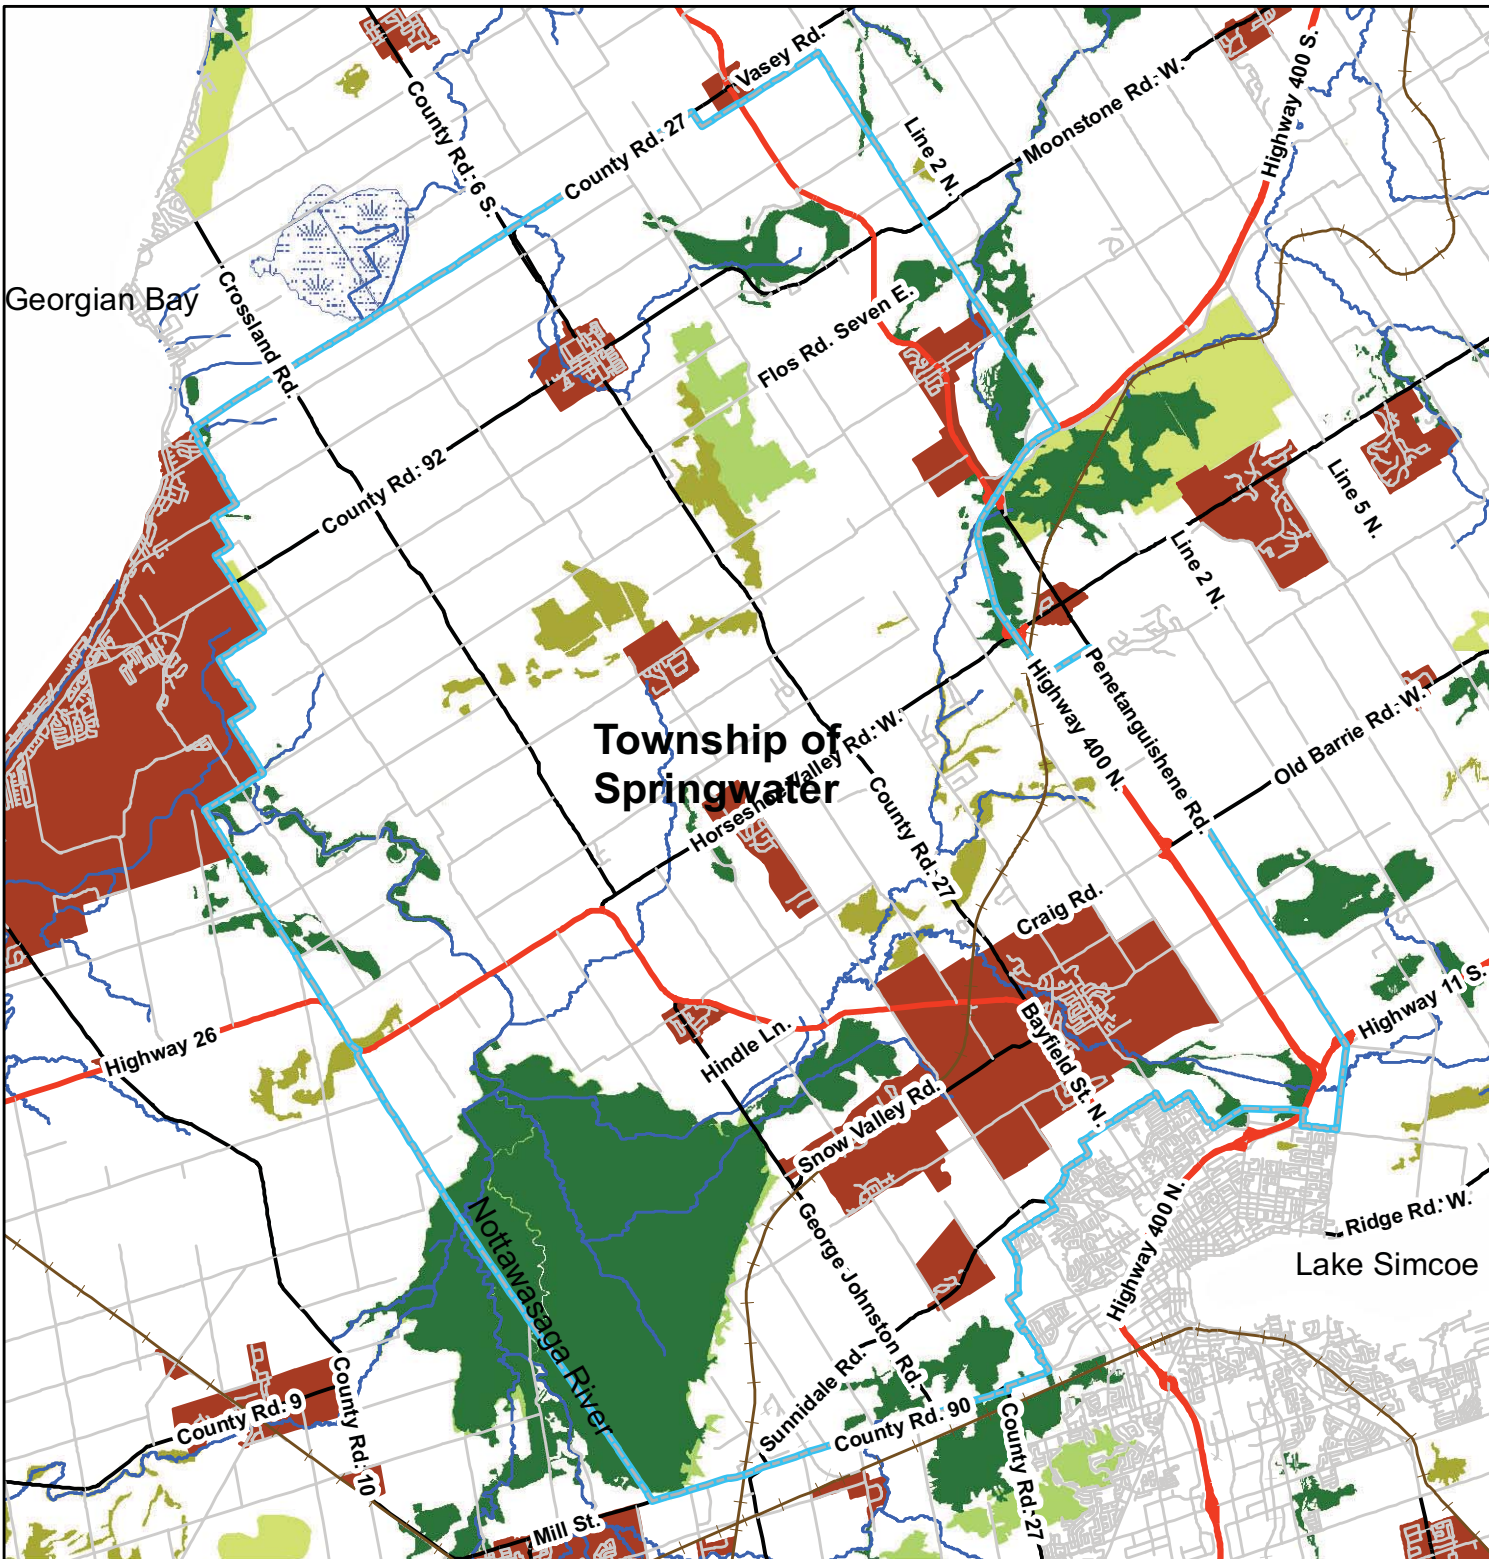 Vasey Rd.
County Rd. 6 S.
County Rd. 27
Line 2 N.
Moonstone Rd. W.
Highway 400 S.
Georgian Bay
Crossland Rd.
Flos Rd. Seven E.
County Rd. 92
Line 5 N.
Line 2 N.
Penetanguishene Rd.
Highway 400 N.
Old Barrie Rd. W.
Township of
Springwater
Horseshoe Valley Rd. W.
County Rd. 27
Craig Rd.
Highway 26
Hindle Ln.
Bayfield St. N.
Highway 11 S.
Snow Valley Rd.
Nottawasaga River
George Johnston Rd.
Highway 400 N.
Ridge Rd. W.
Lake Simcoe
Sunnidale Rd.
County Rd. 90
County Rd. 9
County Rd. 10
County Rd. 27
Mill St.